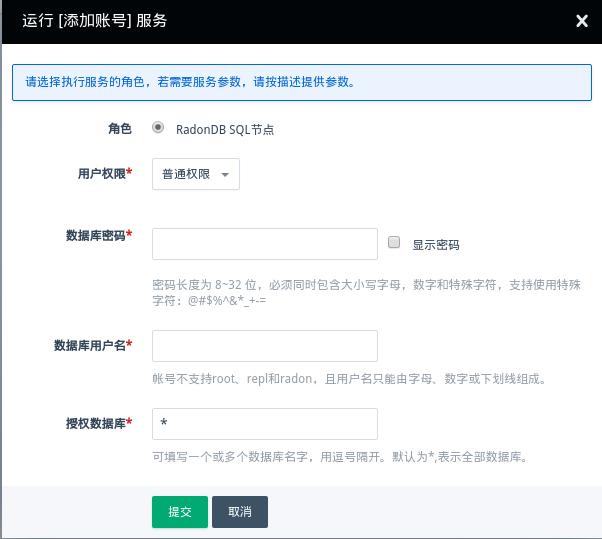 运行 [添加账号] 服务
请选择执行服务的角色，若需要服务参数，请按描述提供参数。
角色 RadonDB SQL节点
用户权限* 普通权限
数据库密码* 显示密码
密码长度为 8~32 位，必须同时包含大小写字母，数字和特殊字符，支持使用特殊
字符：@#$%^&*_+-=
数据库用户名*
帐号不支持root、repl和radon，且用户名只能由字母、数字或下划线组成。
授权数据库* *
可填写一个或多个数据库名字，用逗号隔开。默认为*,表示全部数据库。
提交 取消